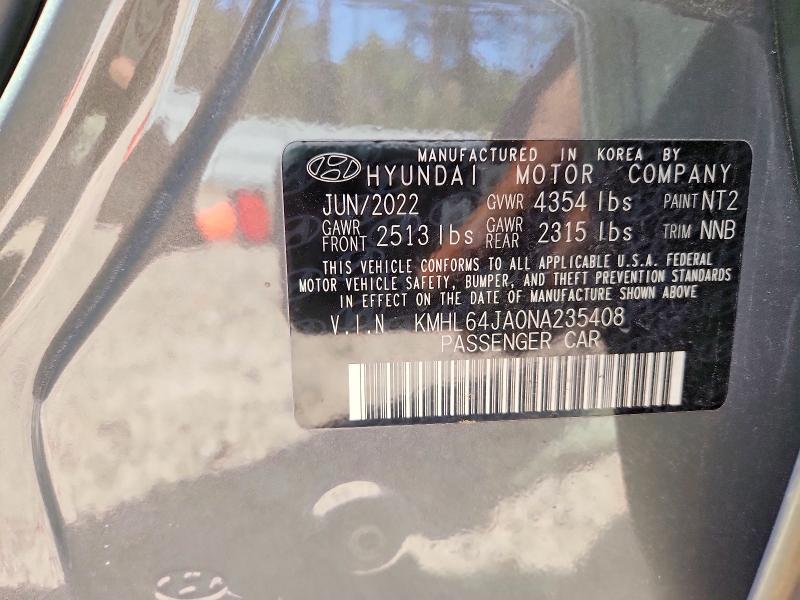 MANUFACTURED IN KOREA BY
HYUNDAI MOTOR COMPANY
JUN/2022 GVWR 4354 lbs PAINT NT2
GAWR FRONT 2513 lbs GAWR REAR 2315 lbs TRIM NNB
THIS VEHICLE CONFORMS TO ALL APPLICABLE U.S.A. FEDERAL
MOTOR VEHICLE SAFETY, BUMPER, AND THEFT PREVENTION STANDARDS
IN EFFECT ON THE DATE OF MANUFACTURE SHOWN ABOVE
V.I.N KMHL64JA0NA235408
PASSENGER CAR